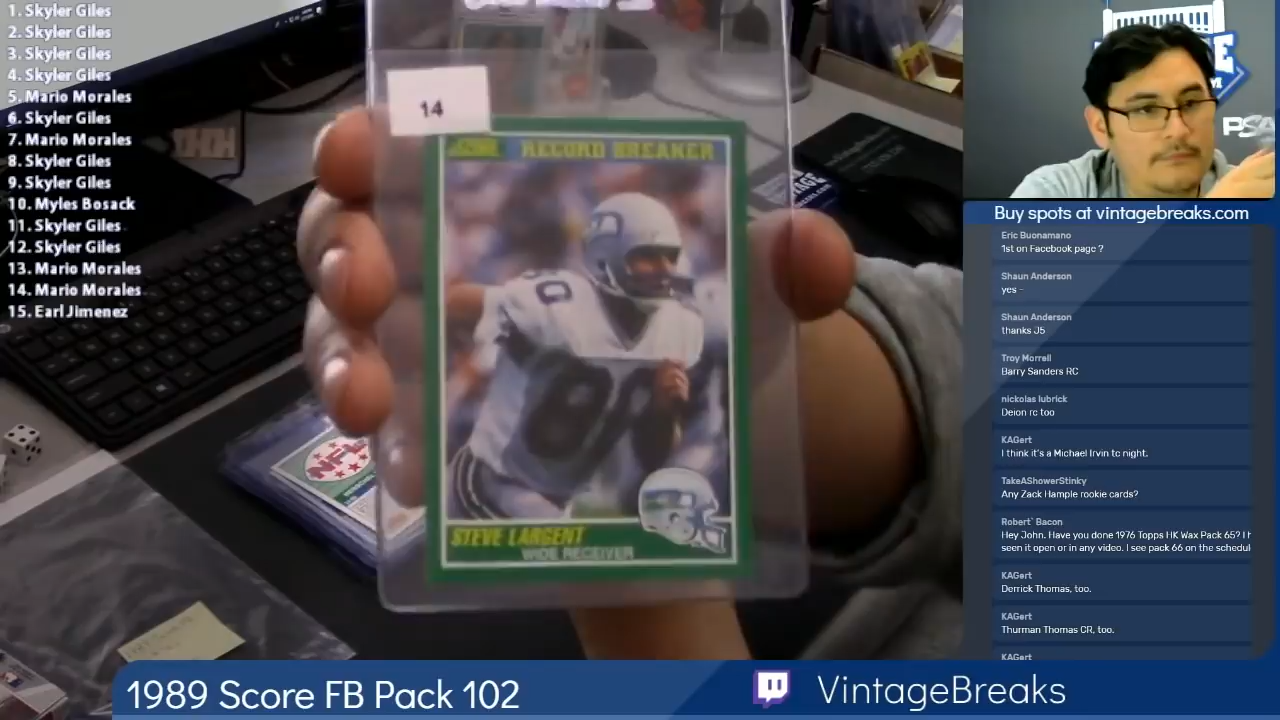 1. Skyler Giles
2. Skyler Giles
3. Skyler Giles
4. Skyler Giles
5. Mario Morales
6. Skyler Giles
7. Mario Morales
8. Skyler Giles
9. Skyler Giles
10. Myles Bosack
11. Skyler Giles
12. Skyler Giles
13. Mario Morales
14. Mario Morales
15. Earl Jimenez
14
SCORE RECORD BREAKER
80
80
STEVE LARGENT
WIDE RECEIVER
NFL
PSA
Buy spots at vintagebreaks.com
Eric Buonamano
1st on Facebook page ?
Shaun Anderson
yes -
Shaun Anderson
thanks J5
Troy Morrell
Barry Sanders RC
nickolas lubrick
Deion rc too
KAGert
I think it's a Michael Irvin tc night.
TakeAShowerStinky
Any Zack Hample rookie cards?
Robert` Bacon
Hey John. Have you done 1976 Topps HK Wax Pack 65? I h
seen it open or in any video. I see pack 66 on the schedul
KAGert
Derrick Thomas, too.
KAGert
Thurman Thomas CR, too.
KAGert
1989 Score FB Pack 102
VintageBreaks